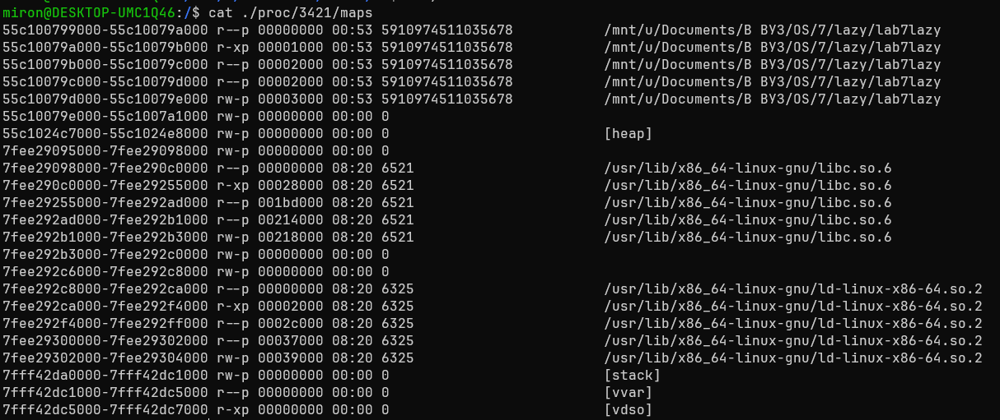 miron@DESKTOP-UMC1Q46:/$ cat ./proc/3421/maps
55c100799000-55c10079a000 r--p 00000000 00:53 5910974511035678           /mnt/u/Documents/В ВУЗ/OS/7/lazy/lab7lazy
55c10079a000-55c10079b000 r-xp 00001000 00:53 5910974511035678           /mnt/u/Documents/В ВУЗ/OS/7/lazy/lab7lazy
55c10079b000-55c10079c000 r--p 00002000 00:53 5910974511035678           /mnt/u/Documents/В ВУЗ/OS/7/lazy/lab7lazy
55c10079c000-55c10079d000 r--p 00002000 00:53 5910974511035678           /mnt/u/Documents/В ВУЗ/OS/7/lazy/lab7lazy
55c10079d000-55c10079e000 rw-p 00003000 00:53 5910974511035678           /mnt/u/Documents/В ВУЗ/OS/7/lazy/lab7lazy
55c10079e000-55c1007a1000 rw-p 00000000 00:00 0
55c1024c7000-55c1024e8000 rw-p 00000000 00:00 0                          [heap]
7fee29095000-7fee29098000 rw-p 00000000 00:00 0
7fee29098000-7fee290c0000 r--p 00000000 08:20 6521                       /usr/lib/x86_64-linux-gnu/libc.so.6
7fee290c0000-7fee29255000 r-xp 00028000 08:20 6521                       /usr/lib/x86_64-linux-gnu/libc.so.6
7fee29255000-7fee292ad000 r--p 001bd000 08:20 6521                       /usr/lib/x86_64-linux-gnu/libc.so.6
7fee292ad000-7fee292b1000 r--p 00214000 08:20 6521                       /usr/lib/x86_64-linux-gnu/libc.so.6
7fee292b1000-7fee292b3000 rw-p 00218000 08:20 6521                       /usr/lib/x86_64-linux-gnu/libc.so.6
7fee292b3000-7fee292c0000 rw-p 00000000 00:00 0
7fee292c6000-7fee292c8000 rw-p 00000000 00:00 0
7fee292c8000-7fee292ca000 r--p 00000000 08:20 6325                       /usr/lib/x86_64-linux-gnu/ld-linux-x86-64.so.2
7fee292ca000-7fee292f4000 r-xp 00002000 08:20 6325                       /usr/lib/x86_64-linux-gnu/ld-linux-x86-64.so.2
7fee292f4000-7fee292ff000 r--p 0002c000 08:20 6325                       /usr/lib/x86_64-linux-gnu/ld-linux-x86-64.so.2
7fee29300000-7fee29302000 r--p 00037000 08:20 6325                       /usr/lib/x86_64-linux-gnu/ld-linux-x86-64.so.2
7fee29302000-7fee29304000 rw-p 00039000 08:20 6325                       /usr/lib/x86_64-linux-gnu/ld-linux-x86-64.so.2
7fff42da0000-7fff42dc1000 rw-p 00000000 00:00 0                          [stack]
7fff42dc1000-7fff42dc5000 r--p 00000000 00:00 0                          [vvar]
7fff42dc5000-7fff42dc7000 r-xp 00000000 00:00 0                          [vdso]